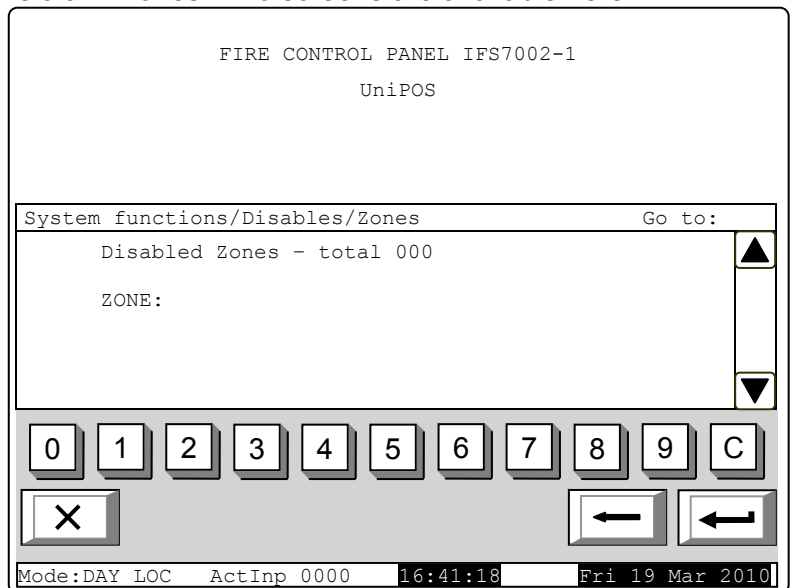 FIRE CONTROL PANEL IFS7002-1
UniPOS
System functions/Disables/Zones Go to:
Disabled Zones – total 000
ZONE:
0 1 2 3 4 5 6 7 8 9 C
Mode:DAY LOC ActInp 0000 16:41:18 Fri 19 Mar 2010